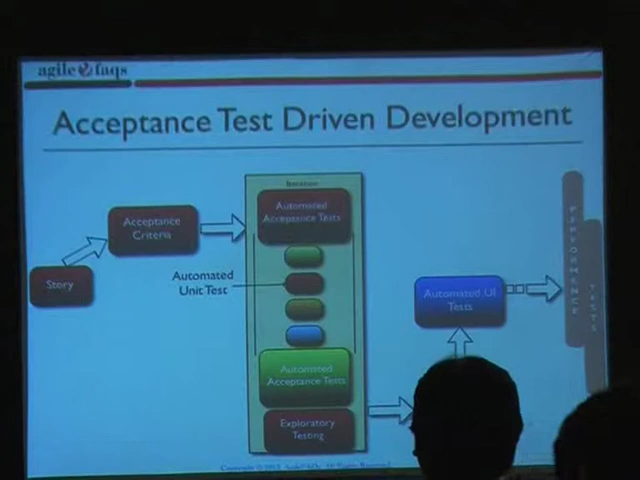 agile faqs
Acceptance Test Driven Development
Iteration
Automated
Acceptance Tests
Acceptance
Criteria
Story
Automated
Unit Test
Automated
Acceptance Tests
Exploratory
Testing
Automated UI
Tests
PERFORMANCE
TESTS